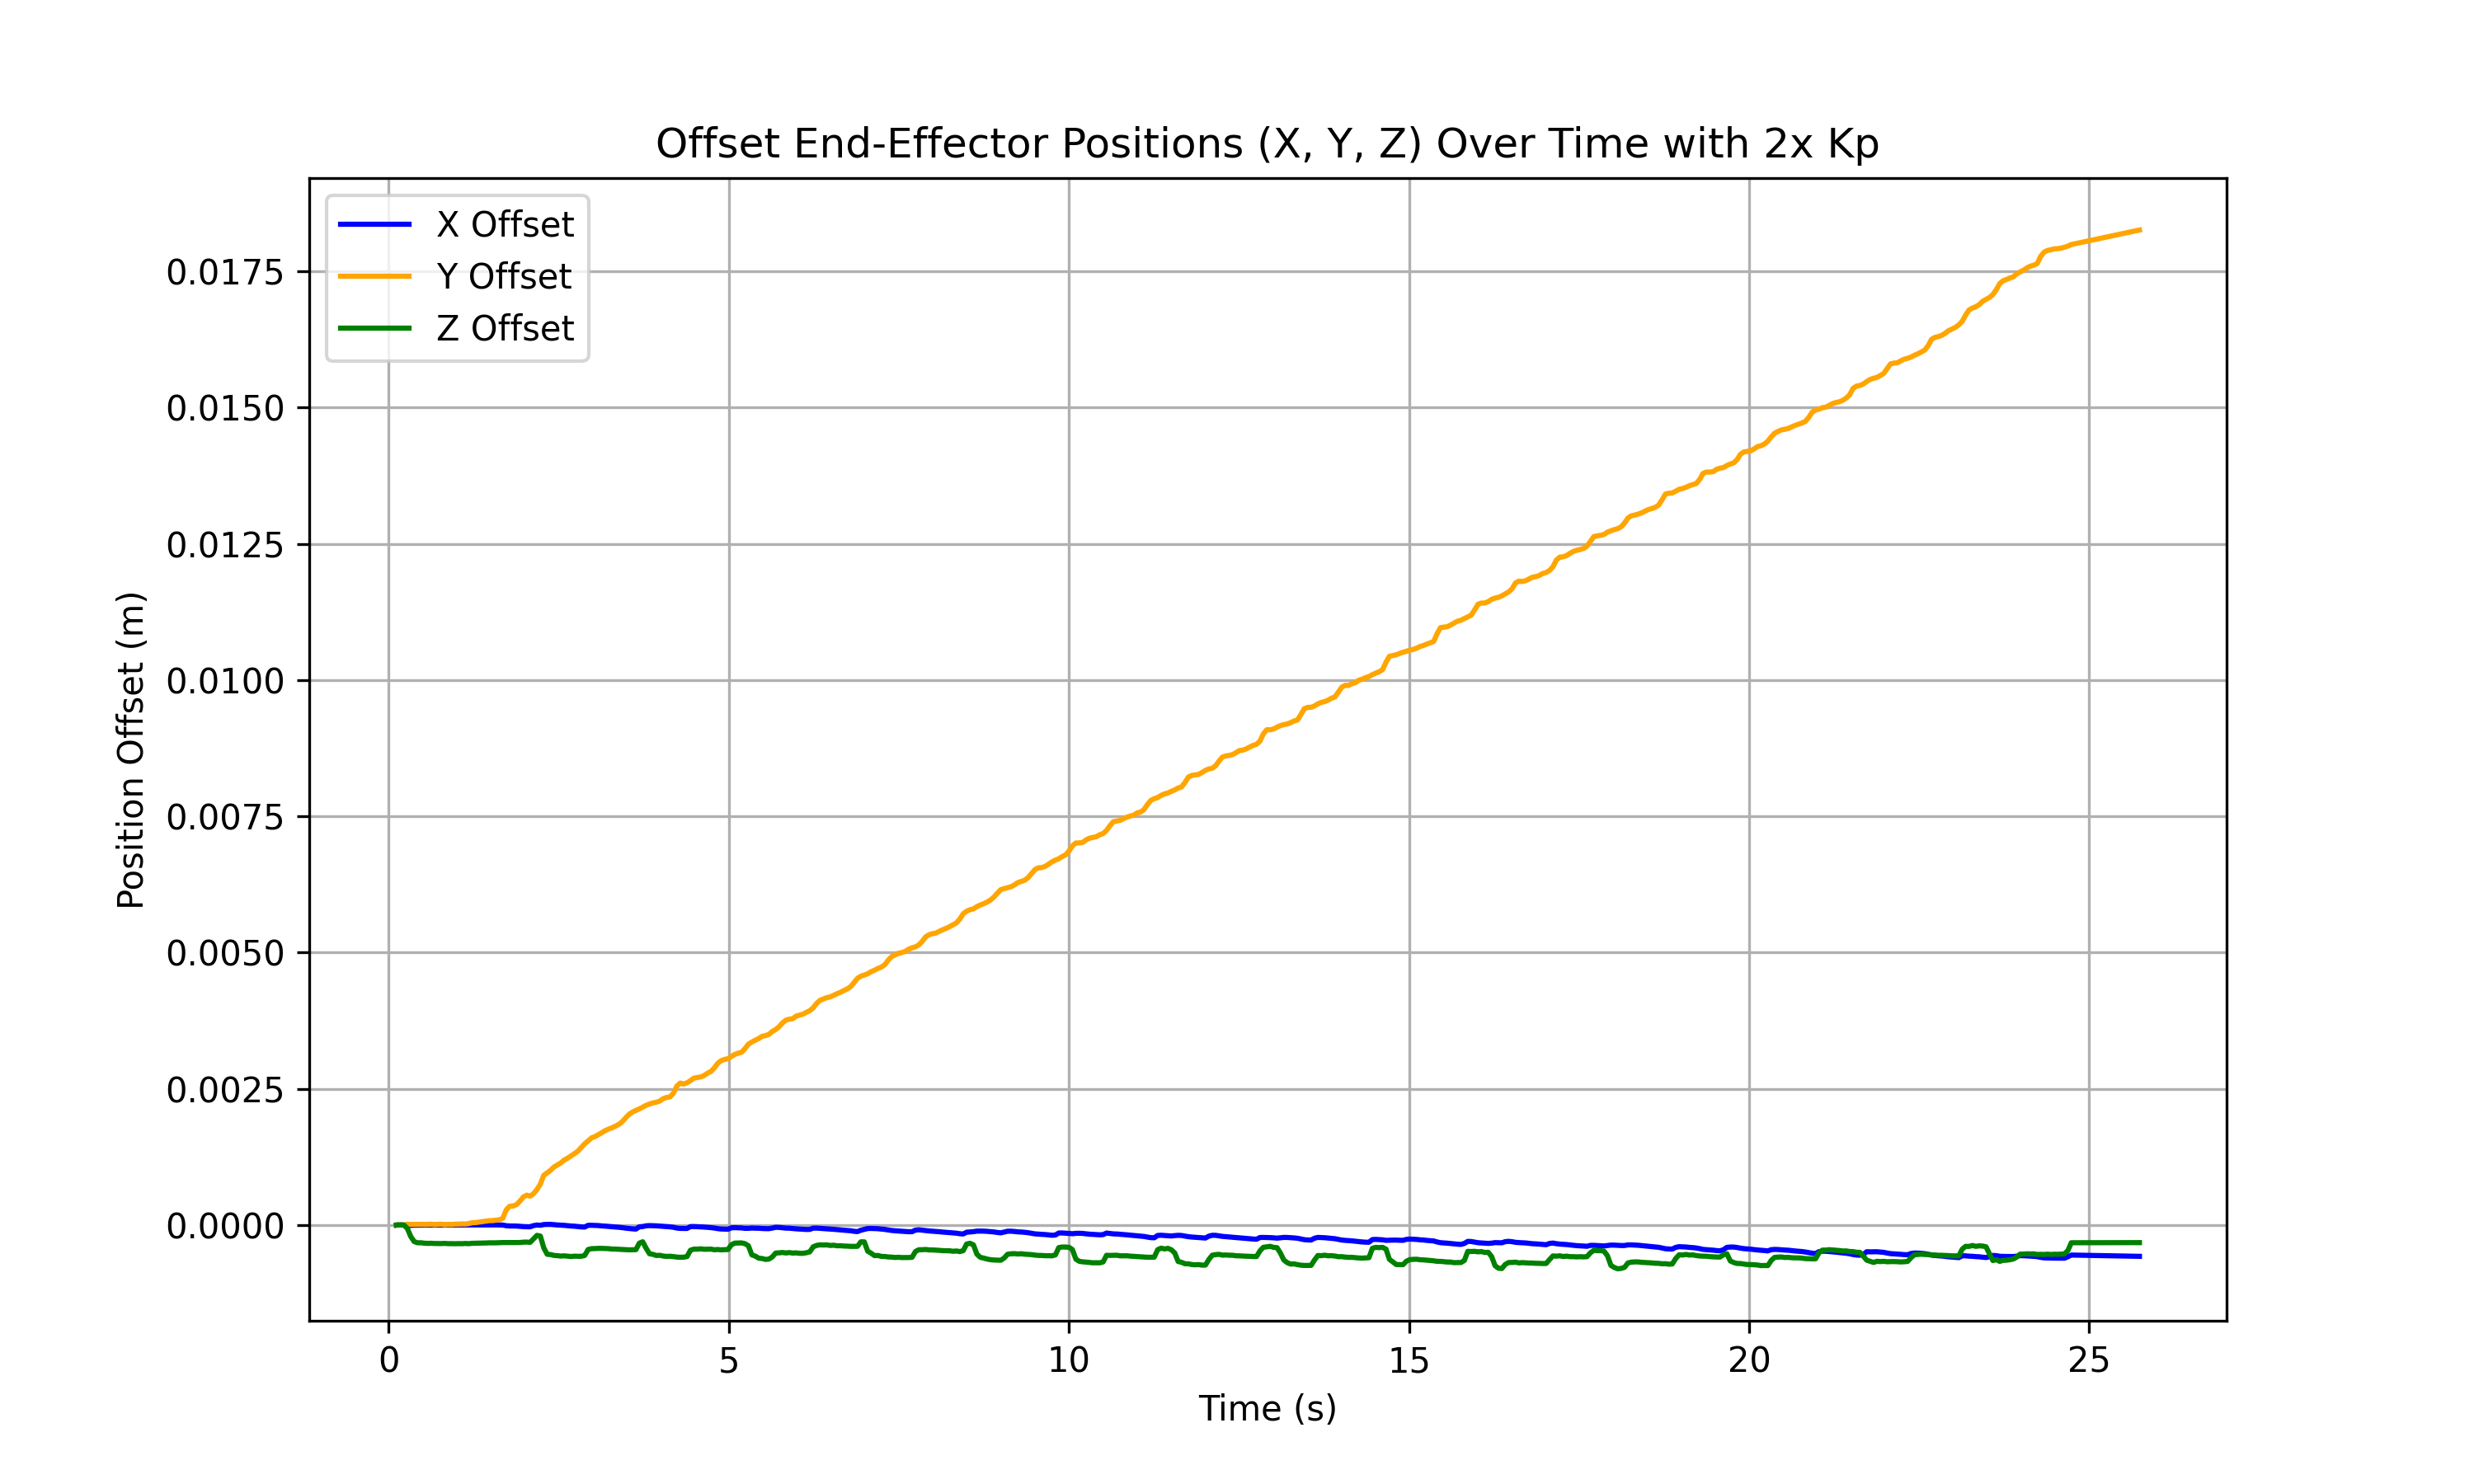 Offset End-Effector Positions (X, Y, Z) Over Time with 2x Kp
X Offset
Y Offset
Z Offset
Position Offset (m)
0.0175
0.0150
0.0125
0.0100
0.0075
0.0050
0.0025
0.0000
0 5 10 15 20 25
Time (s)